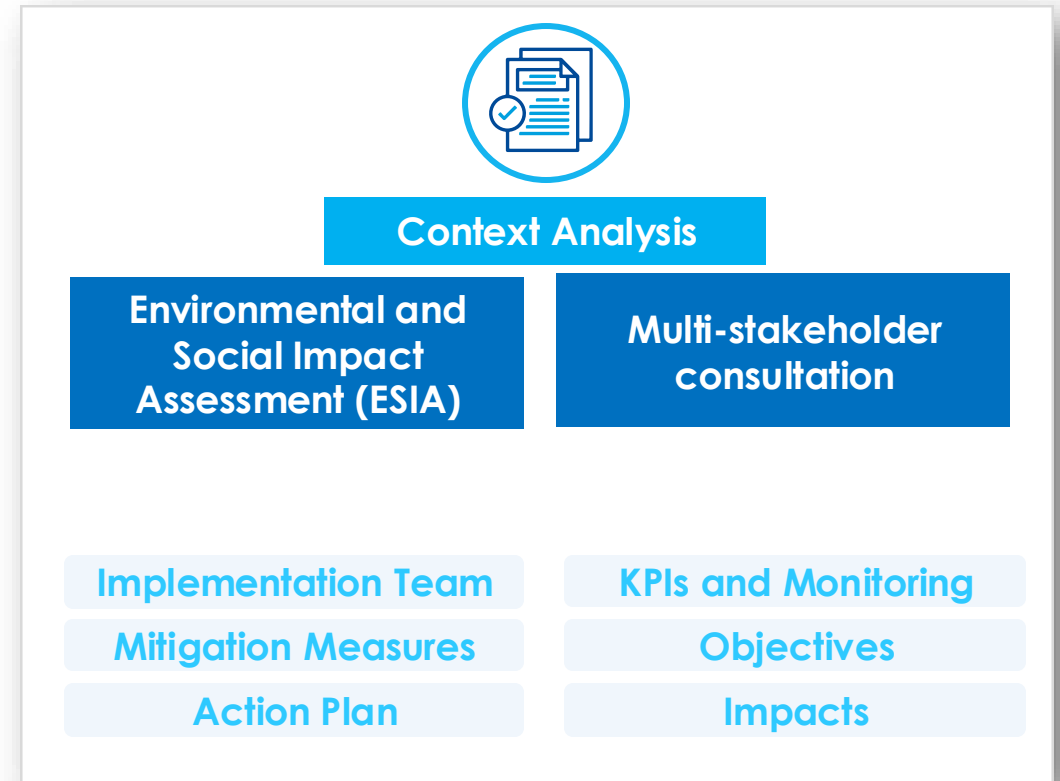 Context Analysis
Environmental and
Social Impact
Assessment (ESIA)
Multi-stakeholder
consultation
Implementation Team
KPIs and Monitoring
Mitigation Measures
Objectives
Action Plan
Impacts